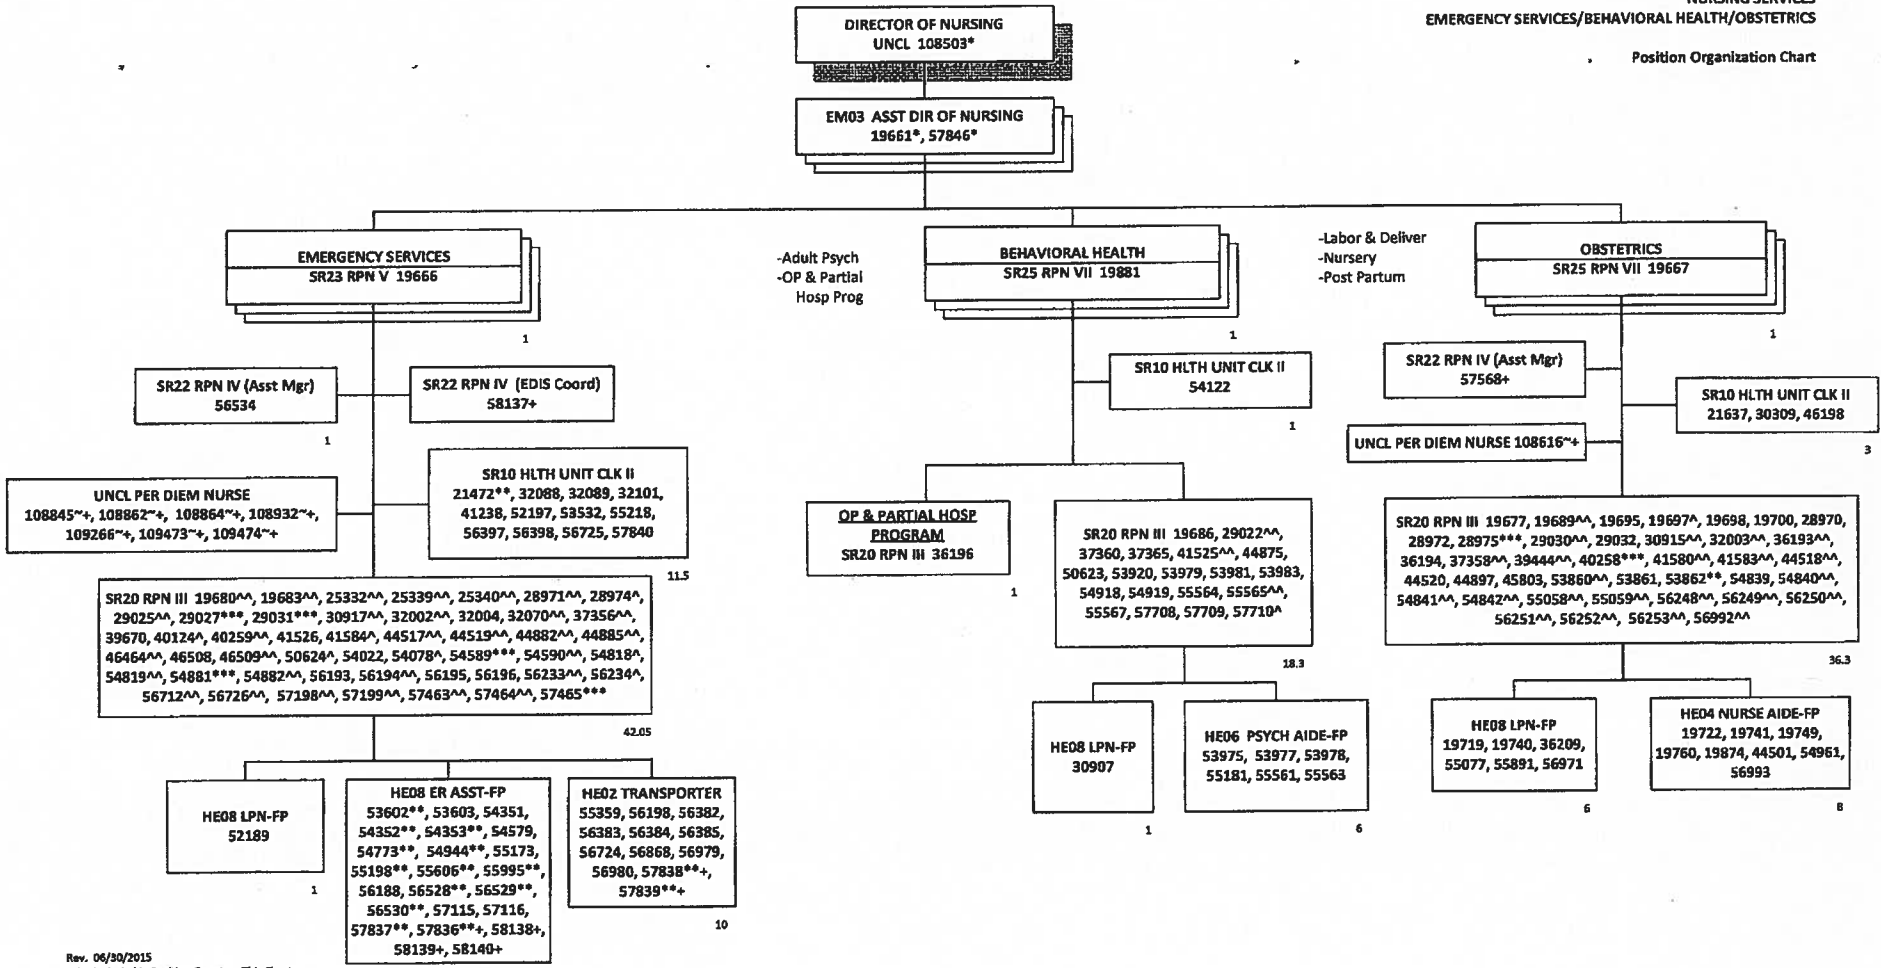 NURSING SERVICES
EMERGENCY SERVICES/BEHAVIORAL HEALTH/OBSTETRICS
Position Organization Chart
DIRECTOR OF NURSING
UNCL 108503*
EM03 ASST DIR OF NURSING
19661*, 57846*
EMERGENCY SERVICES
SR23 RPN V 19666
1
SR22 RPN IV (Asst Mgr)
56534
1
SR22 RPN IV (EDIS Coord)
58137+
UNCL PER DIEM NURSE
108845~+, 108862~+, 108864~+, 108932~+,
109266~+, 109473~+, 109474~+
SR10 HLTH UNIT CLK II
21472**, 32088, 32089, 32101,
41238, 52197, 53532, 55218,
56397, 56398, 56725, 57840
11.5
SR20 RPN III 19680^^, 19683^^, 25332^^, 25339^^, 25340^^, 28971^^, 28974^,
29025^^, 29027***, 29031***, 30917^^, 32002^^, 32004, 32070^^, 37356^^,
39670, 40124^, 40259^^, 41526, 41584^, 44517^^, 44519^^, 44882^^, 44885^^,
46464^^, 46508, 46509^^, 50624^, 54022, 54078^, 54589***, 54590^^, 54818^,
54819^^, 54881***, 54882^^, 56193, 56194^^, 56195, 56196, 56233^^, 56234^,
56712^^, 56726^^, 57198^^, 57199^^, 57463^^, 57464^^, 57465***
42.05
HE08 LPN-FP
52189
1
HE08 ER ASST-FP
53602**, 53603, 54351,
54352**, 54353**, 54579,
54773**, 54944**, 55173,
55198**, 55606**, 55995**,
56188, 56528**, 56529**,
56530**, 57115, 57116,
57837**, 57836**+, 58138+,
58139+, 58140+
HE02 TRANSPORTER
55359, 56198, 56382,
56383, 56384, 56385,
56724, 56868, 56979,
56980, 57838**+,
57839**+
10
-Adult Psych
-OP & Partial
Hosp Prog
BEHAVIORAL HEALTH
SR25 RPN VII 19881
1
SR10 HLTH UNIT CLK II
54122
1
OP & PARTIAL HOSP
PROGRAM
SR20 RPN III 36196
1
SR20 RPN III 19686, 29022^^,
37360, 37365, 41525^^, 44875,
50623, 53920, 53979, 53981, 53983,
54918, 54919, 55564, 55565^^,
55567, 57708, 57709, 57710^
18.3
HE08 LPN-FP
30907
1
HE06 PSYCH AIDE-FP
53975, 53977, 53978,
55181, 55561, 55563
6
-Labor & Deliver
-Nursery
-Post Partum
OBSTETRICS
SR25 RPN VII 19667
1
SR22 RPN IV (Asst Mgr)
57568+
SR10 HLTH UNIT CLK II
21637, 30309, 46198
3
UNCL PER DIEM NURSE 108616~+
SR20 RPN III 19677, 19689^^, 19695, 19697^, 19698, 19700, 28970,
28972, 28975***, 29030^^, 29032, 30915^^, 32003^^, 36193^^,
36194, 37358^^, 39444^^, 40258***, 41580^^, 41583^^, 44518^^,
44520, 44897, 45803, 53860^^, 53861, 53862**, 54839, 54840^^,
54841^^, 54842^^, 55058^^, 55059^^, 56248^^, 56249^^, 56250^^,
56251^^, 56252^^, 56253^^, 56992^^
36.3
HE08 LPN-FP
19719, 19740, 36209,
55077, 55891, 56971
6
HE04 NURSE AIDE-FP
19722, 19741, 19749,
19760, 19874, 44501, 54961,
56993
8
Rev. 06/30/2015